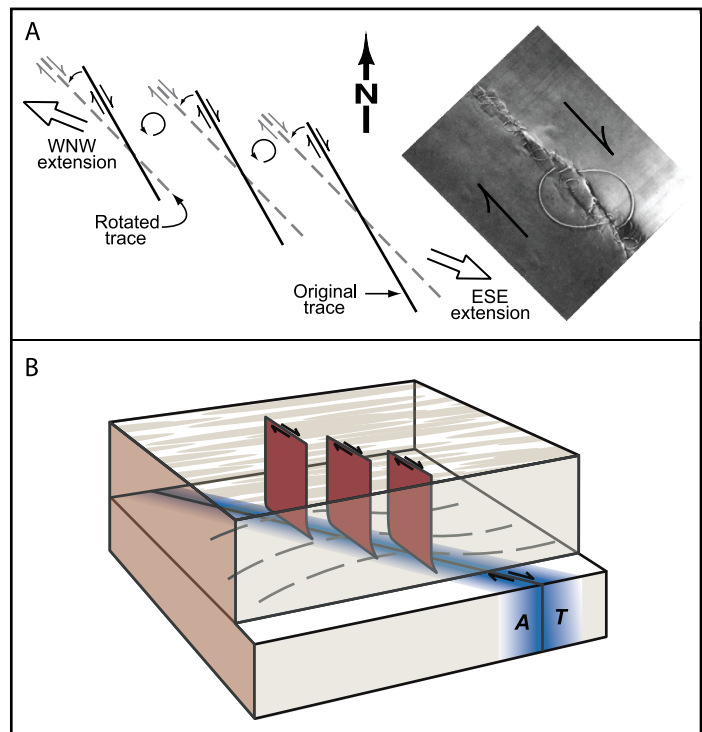 A
N
WNW
extension
Rotated
trace
Original
trace
ESE
extension
B
A
T